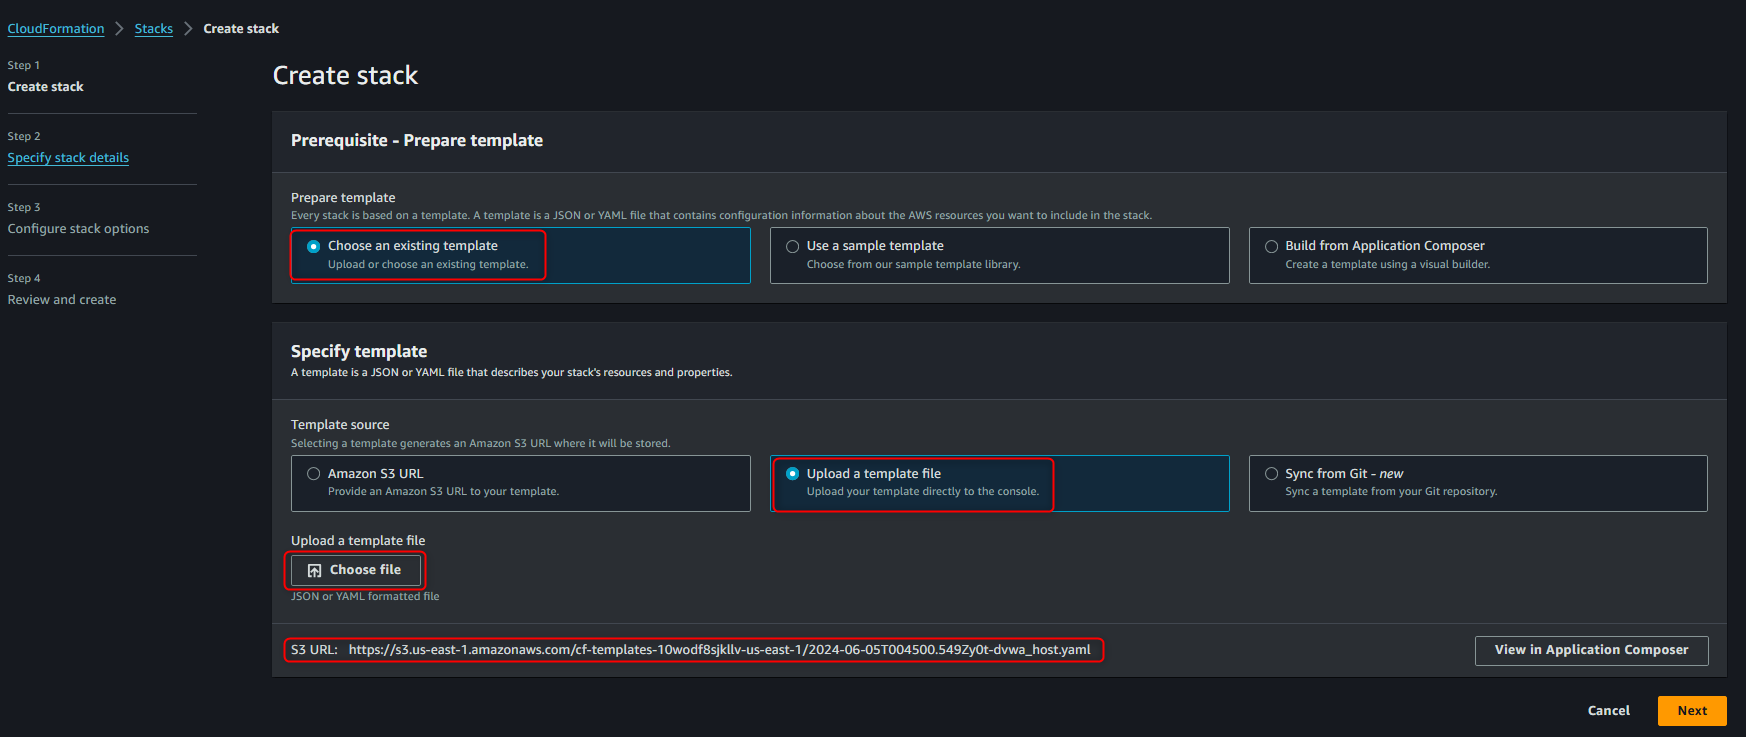 CloudFormation > Stacks > Create stack
Step 1
Create stack
Step 2
Specify stack details
Step 3
Configure stack options
Step 4
Review and create
Create stack
Prerequisite - Prepare template
Prepare template
Every stack is based on a template. A template is a JSON or YAML file that contains configuration information about the AWS resources you want to include in the stack.
Choose an existing template
Upload or choose an existing template.
Use a sample template
Choose from our sample template library.
Build from Application Composer
Create a template using a visual builder.
Specify template
A template is a JSON or YAML file that describes your stack's resources and properties.
Template source
Selecting a template generates an Amazon S3 URL where it will be stored.
Amazon S3 URL
Provide an Amazon S3 URL to your template.
Upload a template file
Upload your template directly to the console.
Sync from Git - new
Sync a template from your Git repository.
Upload a template file
Choose file
JSON or YAML formatted file
S3 URL: https://s3.us-east-1.amazonaws.com/cf-templates-10wodf8sjkllv-us-east-1/2024-06-05T004500.549Zy0t-dvwa_host.yaml
View in Application Composer
Cancel
Next